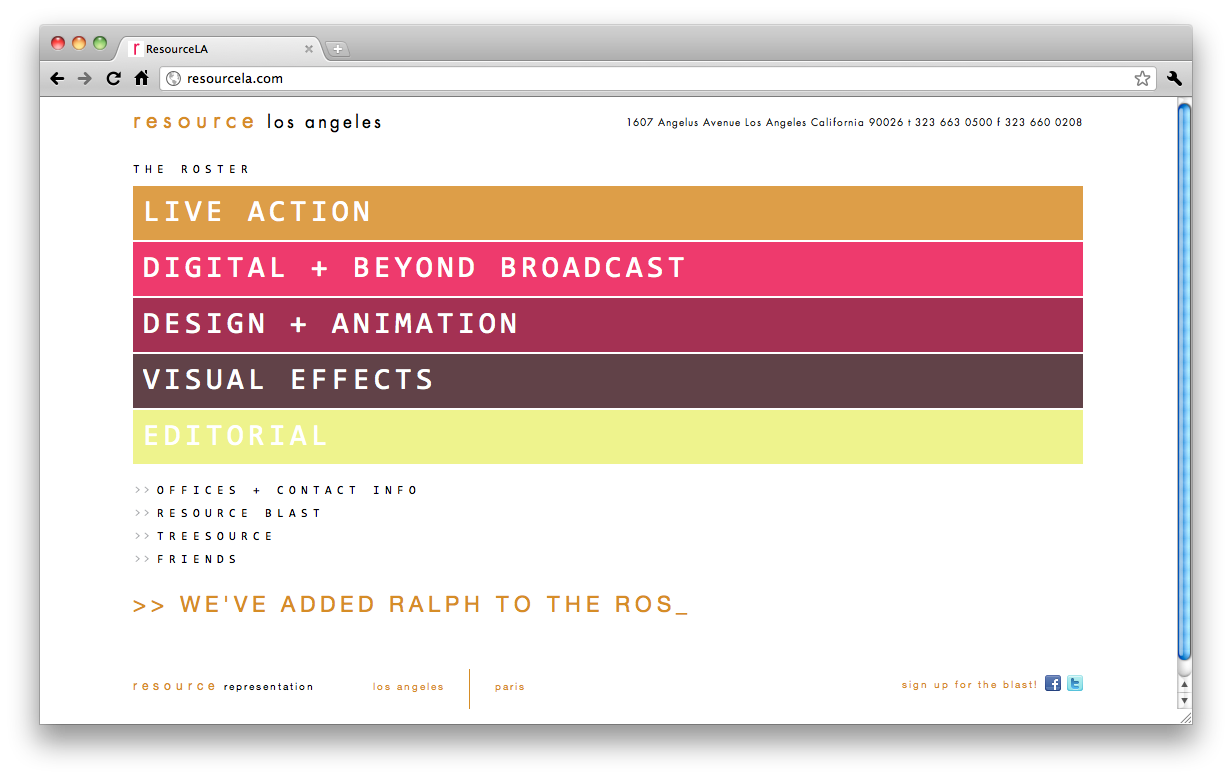 ResourceLA
resourcela.com
resource los angeles
1607 Angelus Avenue Los Angeles California 90026 t 323 663 0500 f 323 660 0208
THE ROSTER
LIVE ACTION
DIGITAL + BEYOND BROADCAST
DESIGN + ANIMATION
VISUAL EFFECTS
EDITORIAL
>> OFFICES + CONTACT INFO
>> RESOURCE BLAST
>> TREESOURCE
>> FRIENDS
>> WE'VE ADDED RALPH TO THE ROS_
resource representation
los angeles
paris
sign up for the blast!